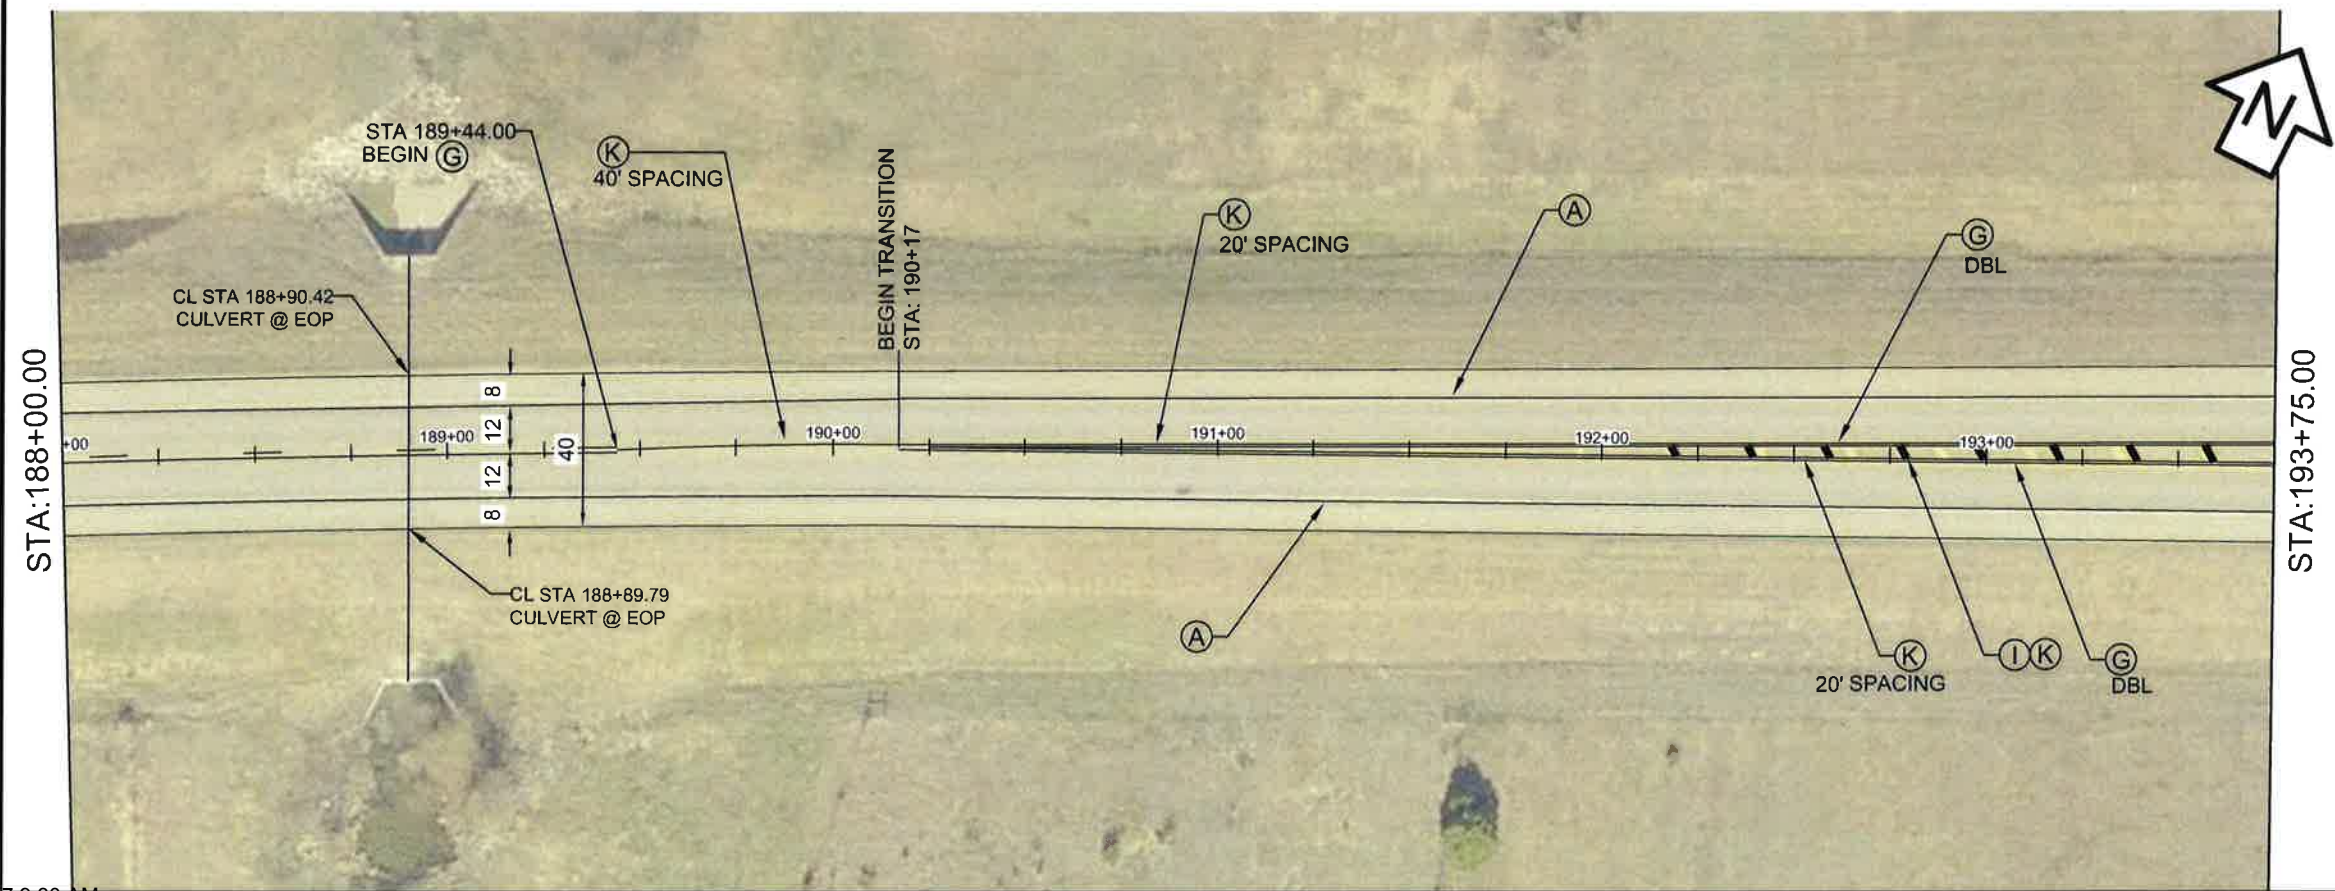 N
STA 189+44.00
BEGIN G
K
40' SPACING
BEGIN TRANSITION
STA: 190+17
K
20' SPACING
A
G
DBL
CL STA 188+90.42
CULVERT @ EOP
STA:188+00.00
STA:193+75.00
8
12
40
12
8
+00
189+00
190+00
191+00
192+00
193+00
CL STA 188+89.79
CULVERT @ EOP
A
K
20' SPACING
I K
G
DBL